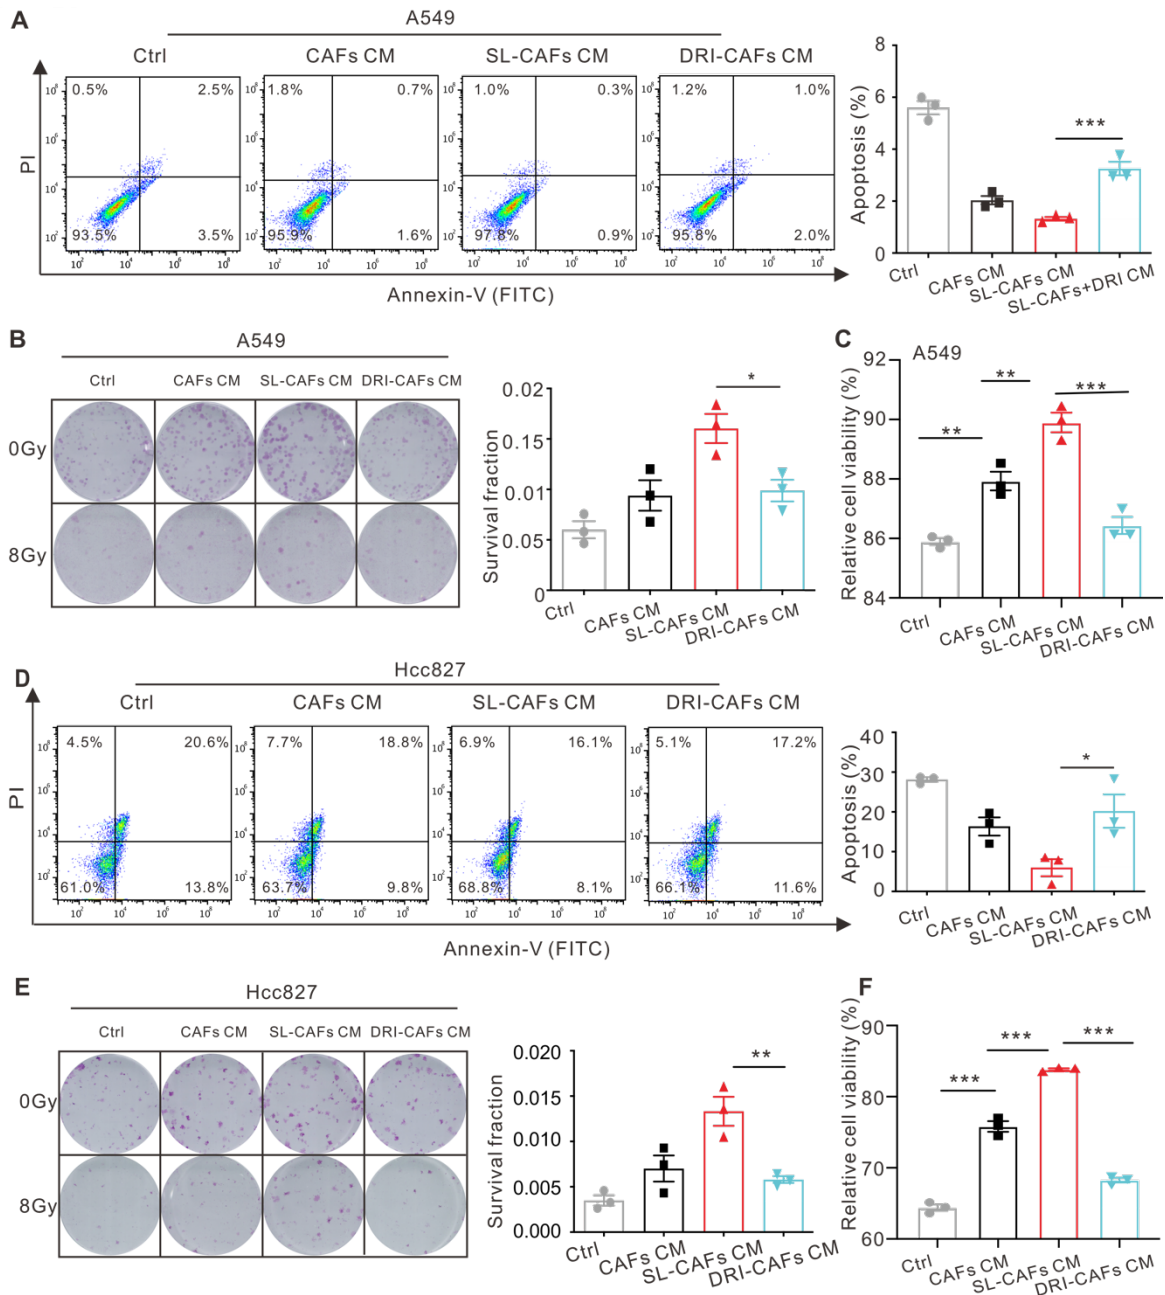 A
A549
Ctrl CAFs CM SL-CAFs CM DRI-CAFs CM
0.5% 2.5% 1.8% 0.7% 1.0% 0.3% 1.2% 1.0%
93.5% 3.5% 95.9% 1.6% 97.8% 0.9% 95.8% 2.0%
PI
Annexin-V (FITC)
Apoptosis (%)
8
6
4
2
0
***
Ctrl CAFs CM SL-CAFs CM SL-CAFs+DRI CM
B
A549
Ctrl CAFs CM SL-CAFs CM DRI-CAFs CM
0Gy
8Gy
Survival fraction
0.02
0.15
0.01
0.05
0
*
Ctrl CAFs CM SL-CAFs CM DRI-CAFs CM
C
A549
Relative cell viability (%)
92
90
88
86
84
** ** ***
Ctrl CAFs CM SL-CAFs CM DRI-CAFs CM
D
Hcc827
Ctrl CAFs CM SL-CAFs CM DRI-CAFs CM
4.5% 20.6% 7.7% 18.8% 6.9% 16.1% 5.1% 17.2%
61.0% 13.8% 63.7% 9.8% 68.8% 8.1% 66.1% 11.6%
PI
Annexin-V (FITC)
Apoptosis (%)
40
30
20
10
0
*
Ctrl CAFs CM SL-CAFs CM DRI-CAFs CM
E
Hcc827
Ctrl CAFs CM SL-CAFs CM DRI-CAFs CM
0Gy
8Gy
Survival fraction
0.020
0.015
0.010
0.005
0.000
**
Ctrl CAFs CM SL-CAFs CM DRI-CAFs CM
F
Relative cell viability (%)
90
80
70
60
*** *** ***
Ctrl CAFs CM SL-CAFs CM DRI-CAFs CM